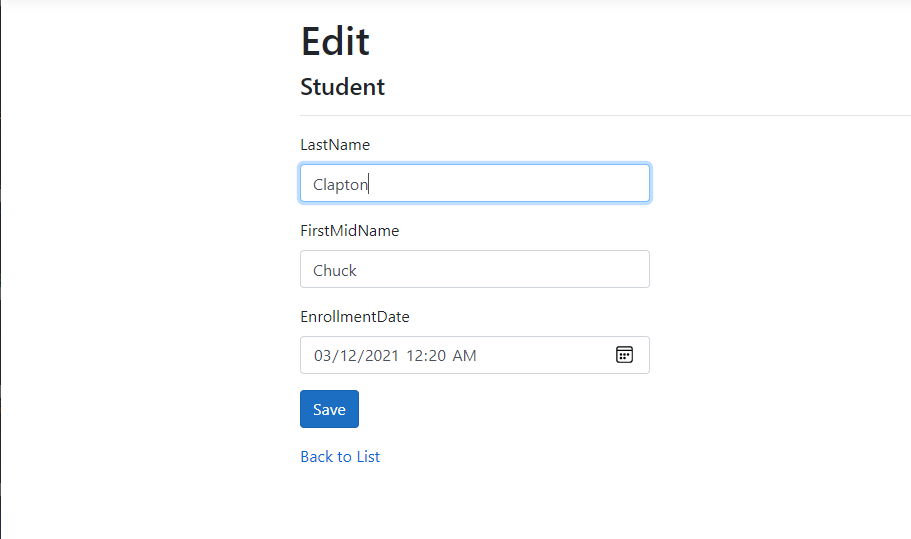 Edit
Student
LastName
Clapton
FirstMidName
Chuck
EnrollmentDate
03/12/2021 12:20 AM
Save
Back to List